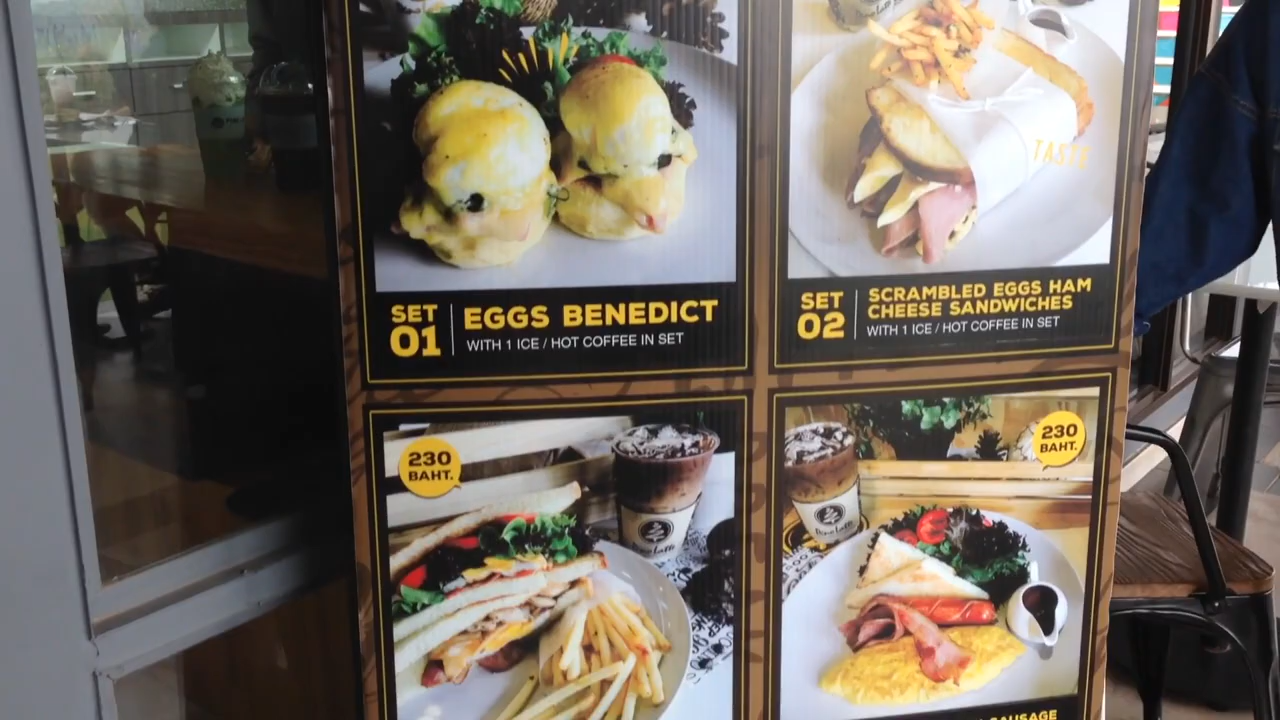 TASTE
SET
01
EGGS BENEDICT
WITH 1 ICE / HOT COFFEE IN SET
SET
02
SCRAMBLED EGGS HAM
CHEESE SANDWICHES
WITH 1 ICE / HOT COFFEE IN SET
230
BAHT.
230
BAHT.
SAUSAGE